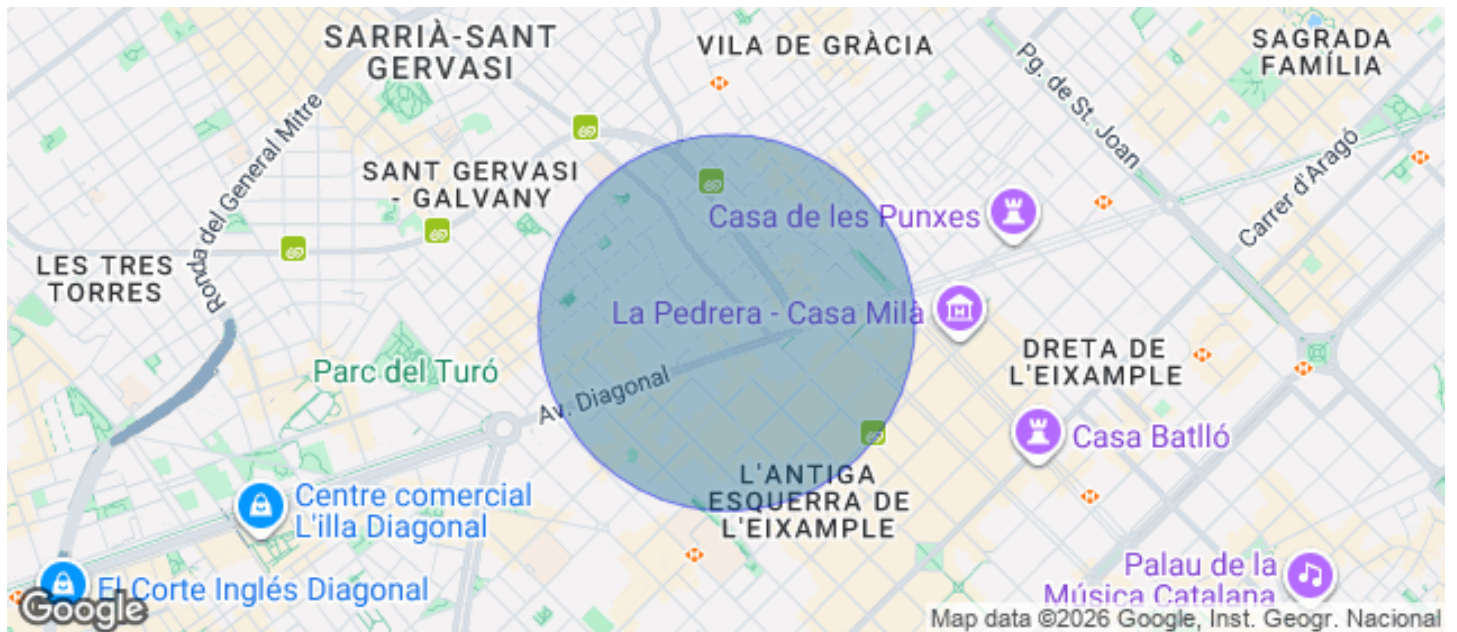 SARRIÀ-SANT
GERVASI
VILA DE GRÀCIA
SAGRADA
FAMÍLIA
Pg. de St. Joan
Ronda del General Mitre
Carrer d'Aragó
SANT GERVASI
- GALVANY
Casa de les Punxes
LES TRES
TORRES
La Pedrera - Casa Milà
DRETA DE
L'EIXAMPLE
Parc del Turó
Av. Diagonal
Casa Batlló
L'ANTIGA
ESQUERRA DE
L'EIXAMPLE
Centre comercial
L'illa Diagonal
Palau de la
Música Catalana
El Corte Inglés Diagonal
Google
Map data ©2026 Google, Inst. Geogr. Nacional